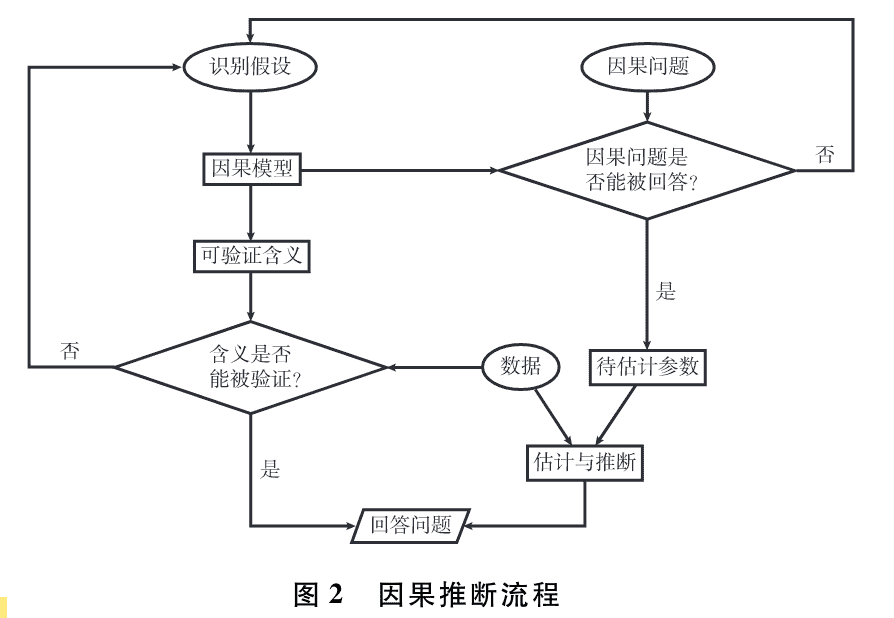 识别假设
因果问题
因果模型
因果问题是
否能被回答?
否
可验证含义
是
否
含义是否
能被验证?
数据
待估计参数
是
估计与推断
回答问题
图 2 因果推断流程